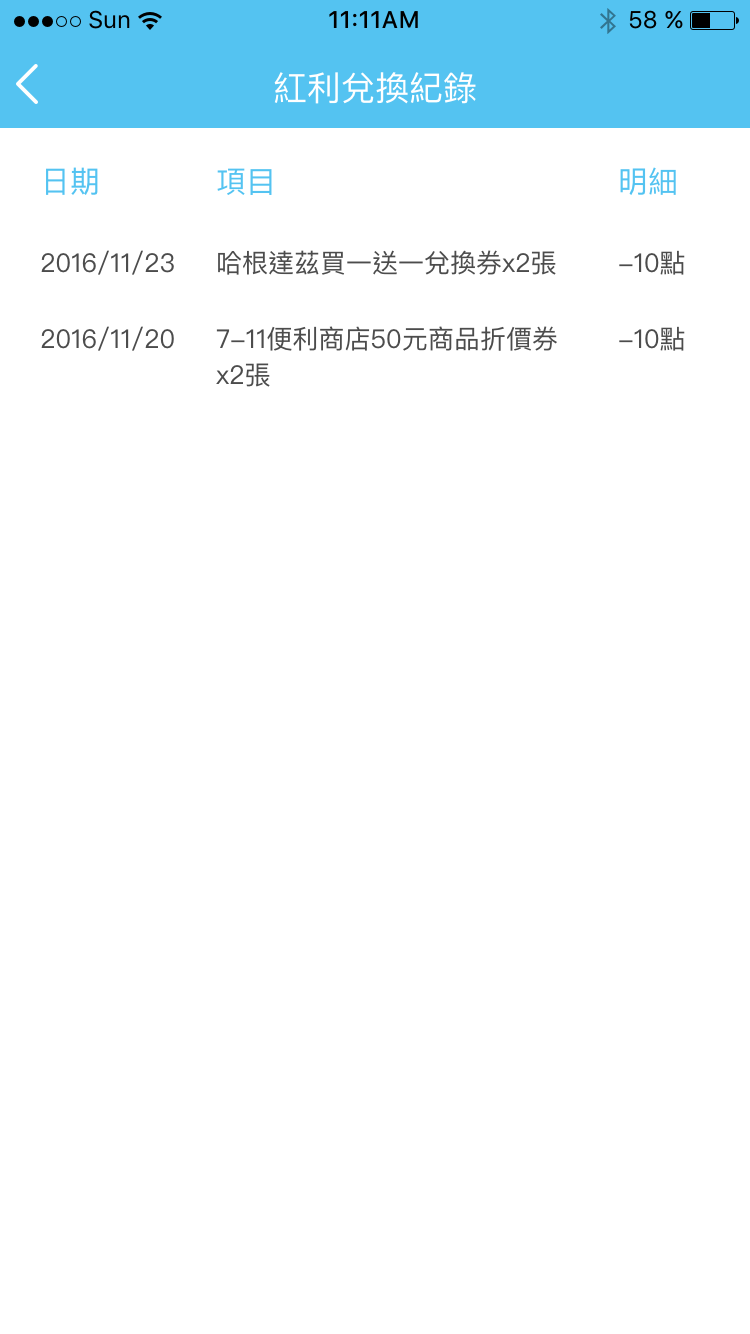 Sun 11:11AM 58 %
紅利兌換紀錄
日期 項目 明細
2016/11/23 哈根達茲買一送一兌換券x2張 –10點
2016/11/20 7–11便利商店50元商品折價券 –10點
x2張